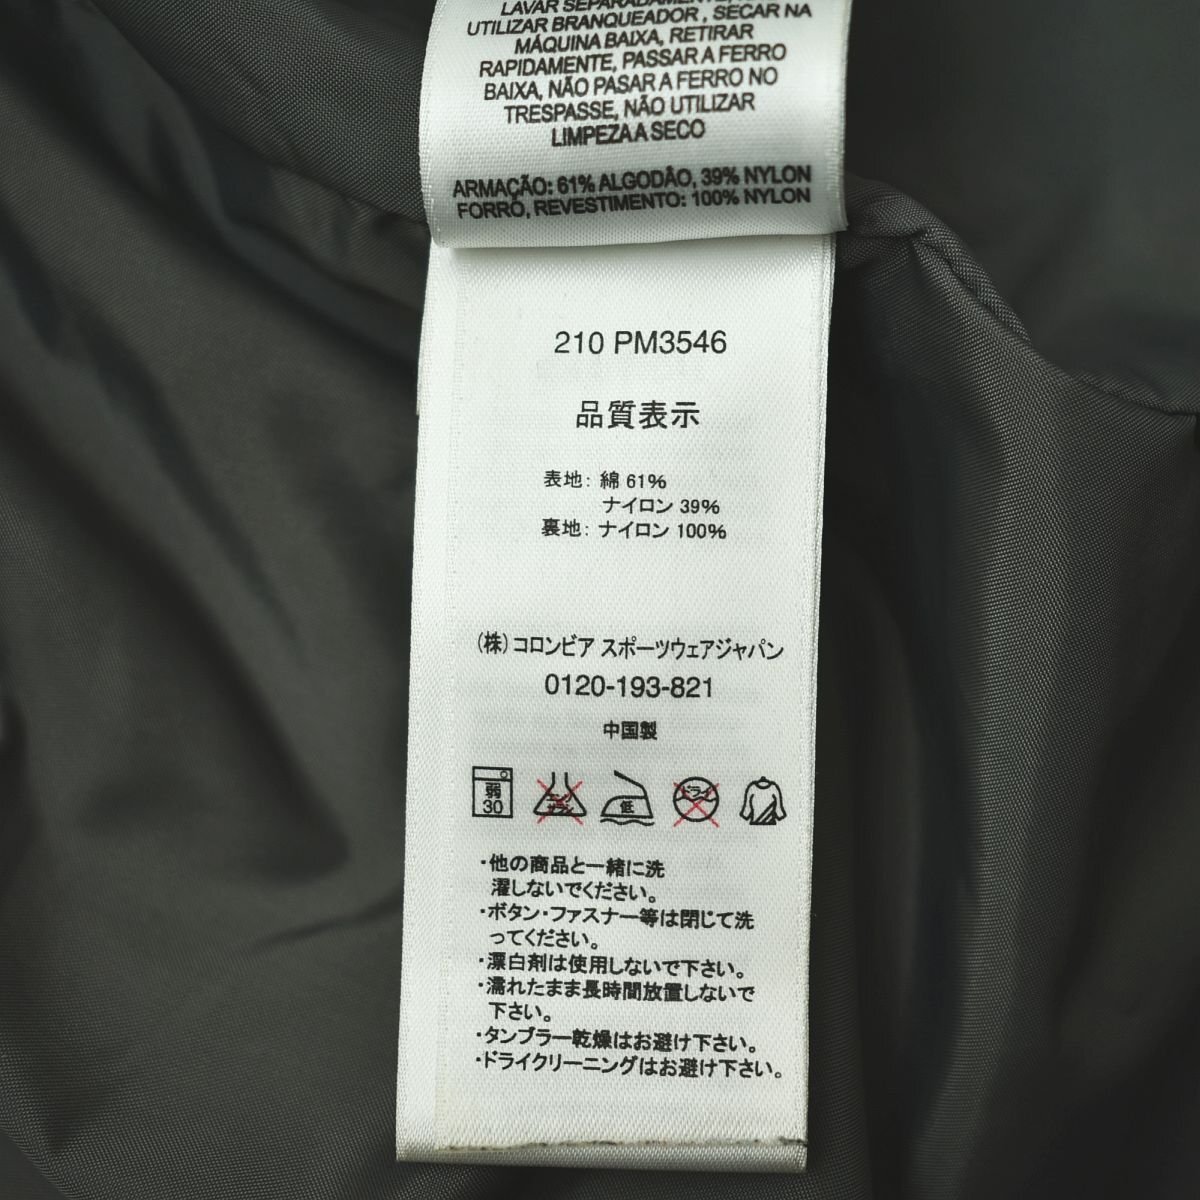 LAVAR SEPARADAMENTE,
UTILIZAR BRANQUEADOR , SECAR NA
MÁQUINA BAIXA, RETIRAR
RAPIDAMENTE, PASSAR A FERRO
BAIXA, NÃO PASAR A FERRO NO
TRESPASSE, NÃO UTILIZAR
LIMPEZA A SECO
ARMAÇÃO: 61% ALGODÃO, 39% NYLON
FORRO, REVESTIMENTO: 100% NYLON
210 PM3546
品質表示
表地: 綿 61%
ナイロン 39%
裏地: ナイロン 100%
(株)コロンビア スポーツウェアジャパン
0120-193-821
中国製
弱 30 エンソサラシ 低 ドライ
・他の商品と一緒に洗
濯しないでください。
・ボタン・ファスナー等は閉じて洗
ってください。
・漂白剤は使用しないで下さい。
・濡れたまま長時間放置しないで
下さい。
・タンブラー乾燥はお避け下さい。
・ドライクリーニングはお避け下さい。